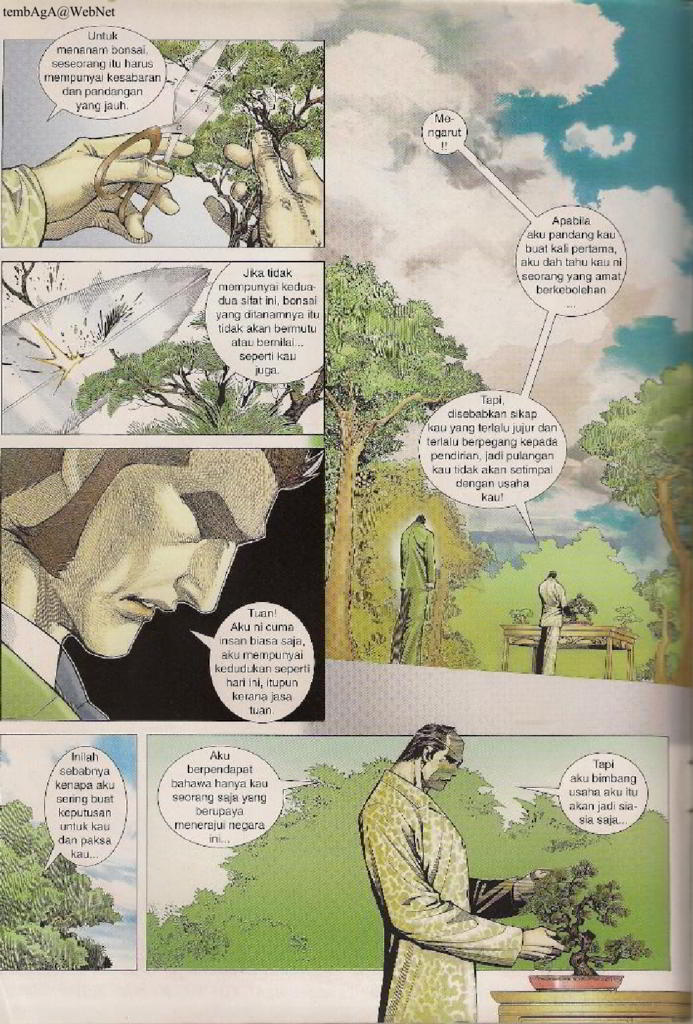 tembAgA@WebNet
Untuk
menanam bonsai,
seseorang itu harus
mempunyai kesabaran
dan pandangan
yang jauh.
Jika tidak
mempunyai kedua-
dua sifat ini, bonsai
yang ditanamnya itu
tidak akan bermutu
atau bernilai...
seperti kau
juga.
Tuan!
Aku ni cuma
insan biasa saja,
aku mempunyai
kedudukan seperti
hari ini, itupun
kerana jasa
tuan.
Me-
ngarut
!!
Apabila
aku pandang kau
buat kali pertama,
aku dah tahu kau ni
seorang yang amat
berkebolehan
...
Tapi,
disebabkan sikap
kau yang terlalu jujur dan
terlalu berpegang kepada
pendirian, jadi pulangan
kau tidak akan setimpal
dengan usaha
kau!
Inilah
sebabnya
kenapa aku
sering buat
keputusan
untuk kau
dan paksa
kau...
Aku
berpendapat
bahawa hanya kau
seorang saja yang
berupaya
menerajui negara
ini...
Tapi
aku bimbang
usaha aku itu
akan jadi sia-
sia saja...